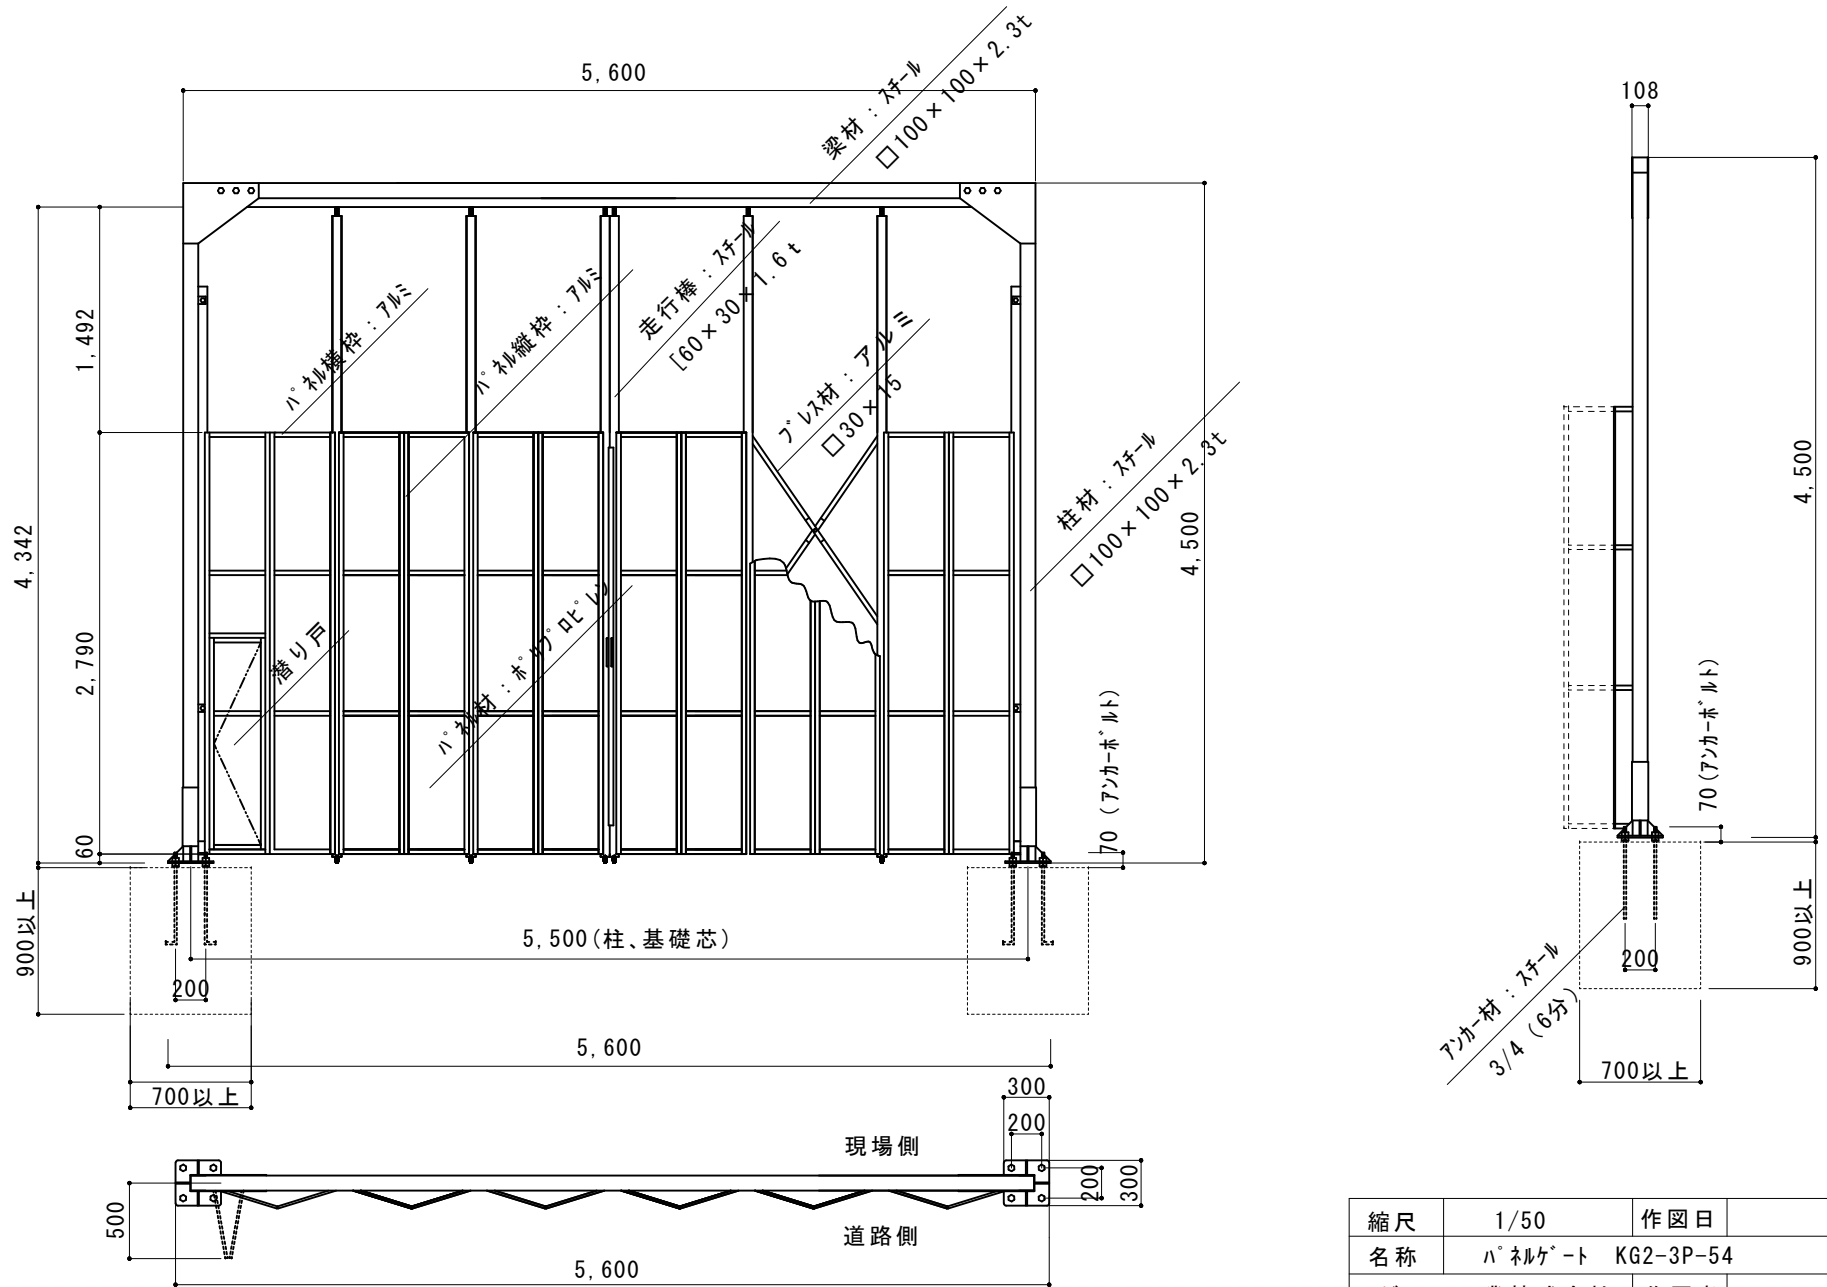 5,600
梁材：ｽﾁｰﾙ
□100×100×2.3t
108
1,492
4,342
2,790
60
900以上
ﾊﾟﾈﾙ横枠：ｱﾙﾐ
ﾊﾟﾈﾙ縦枠：ｱﾙﾐ
走行棒：ｽﾁｰﾙ
[60×30×1.6t
ﾌﾞﾚｽ材：アルミ
□30×15
柱材：ｽﾁｰﾙ
□100×100×2.3t
4,500
4,500
潜り戸
ﾊﾟﾈﾙ材：ﾎﾟﾘﾌﾟﾛﾋﾟﾚﾝ
70（ｱﾝｶｰﾎﾞﾙﾄ）
70(ｱﾝｶｰﾎﾞﾙﾄ)
5,500(柱、基礎芯)
200
200
900以上
ｱﾝｶｰ材：ｽﾁｰﾙ
3/4（6分）
5,600
700以上
700以上
300
200
現場側
200
300
500
道路側
5,600
縮尺 1/50 作図日
名称 ﾊﾟﾈﾙｹﾞｰﾄ KG2-3P-54